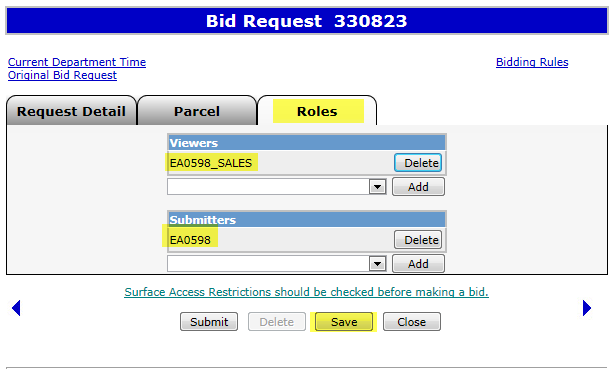 Bid Request 330823
Current Department Time
Bidding Rules
Original Bid Request
Request Detail Parcel Roles
Viewers
EA0598_SALES Delete
Add
Submitters
EA0598 Delete
Add
Surface Access Restrictions should be checked before making a bid.
Submit Delete Save Close